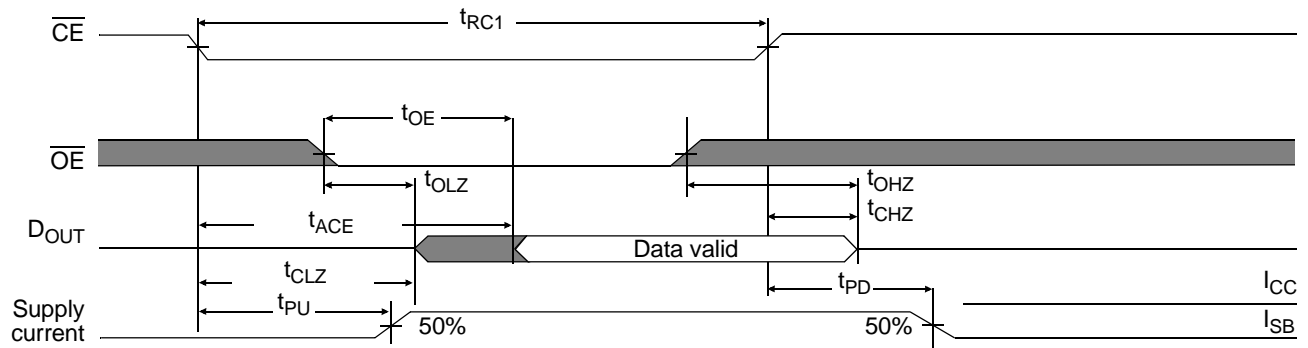 tRC1
CE
tOE
OE
tOLZ
tOHZ
tACE
tCHZ
DOUT
Data valid
tCLZ
tPD
ICC
tPU
Supply
current
50%
50%
ISB